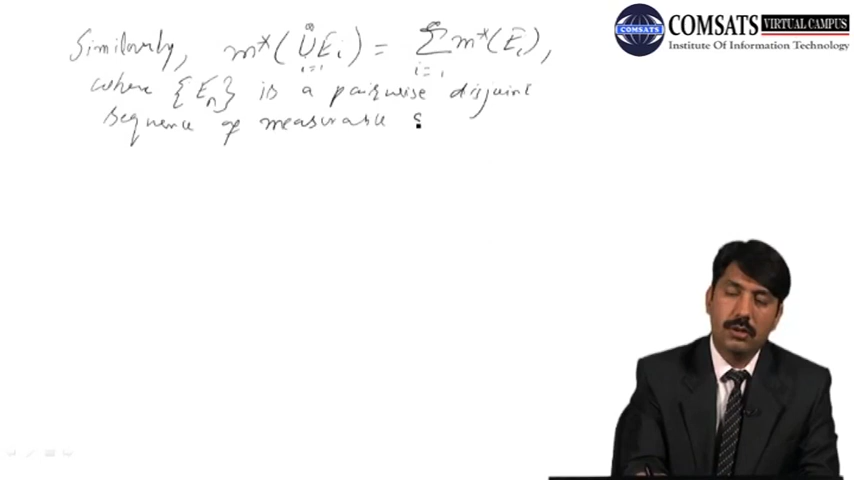 COMSATS VIRTUAL CAMPUS
Institute Of Information Technology
COMSATS
Similarly, m*(∪_{i=1}^{∞} E_i) = Σ_{i=1}^{∞} m*(E_i),
where {E_n} is a pairwise disjoint
sequence of measurable s